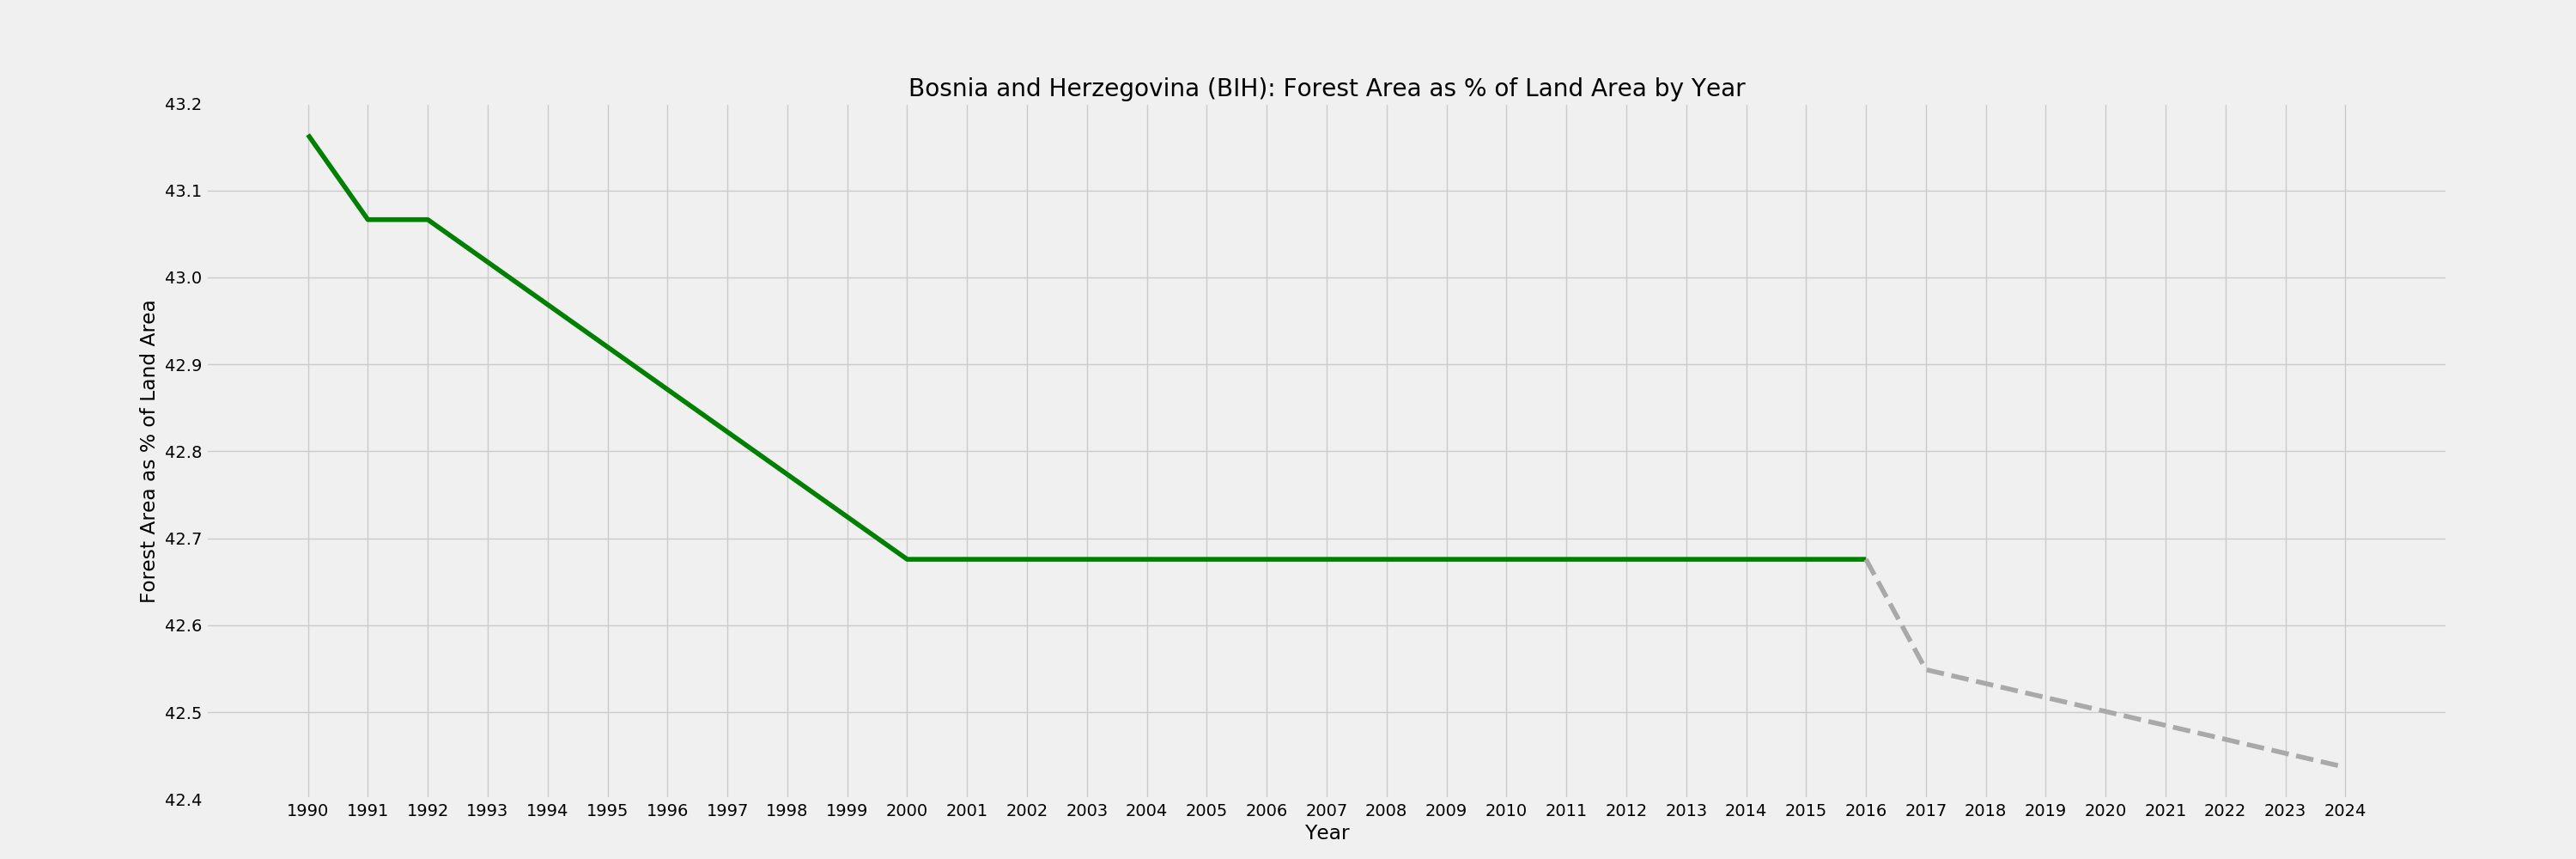 Bosnia and Herzegovina (BIH): Forest Area as % of Land Area by Year
Forest Area as % of Land Area
43.2
43.1
43.0
42.9
42.8
42.7
42.6
42.5
42.4
1990 1991 1992 1993 1994 1995 1996 1997 1998 1999 2000 2001 2002 2003 2004 2005 2006 2007 2008 2009 2010 2011 2012 2013 2014 2015 2016 2017 2018 2019 2020 2021 2022 2023 2024
Year